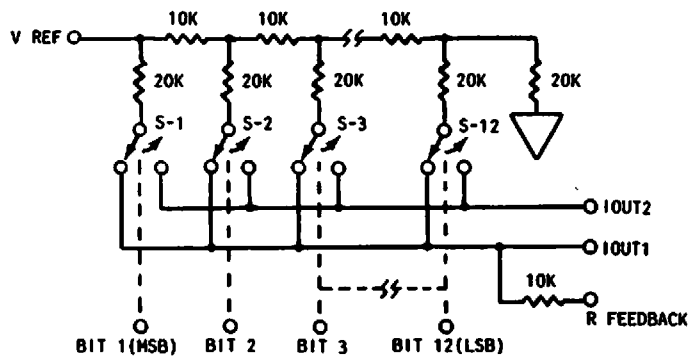 10K 10K 10K
V REF
20K 20K 20K 20K 20K
S-1 S-2 S-3 S-12
IOUT2
IOUT1
10K
R FEEDBACK
BIT 1(MSB) BIT 2 BIT 3 BIT 12(LSB)